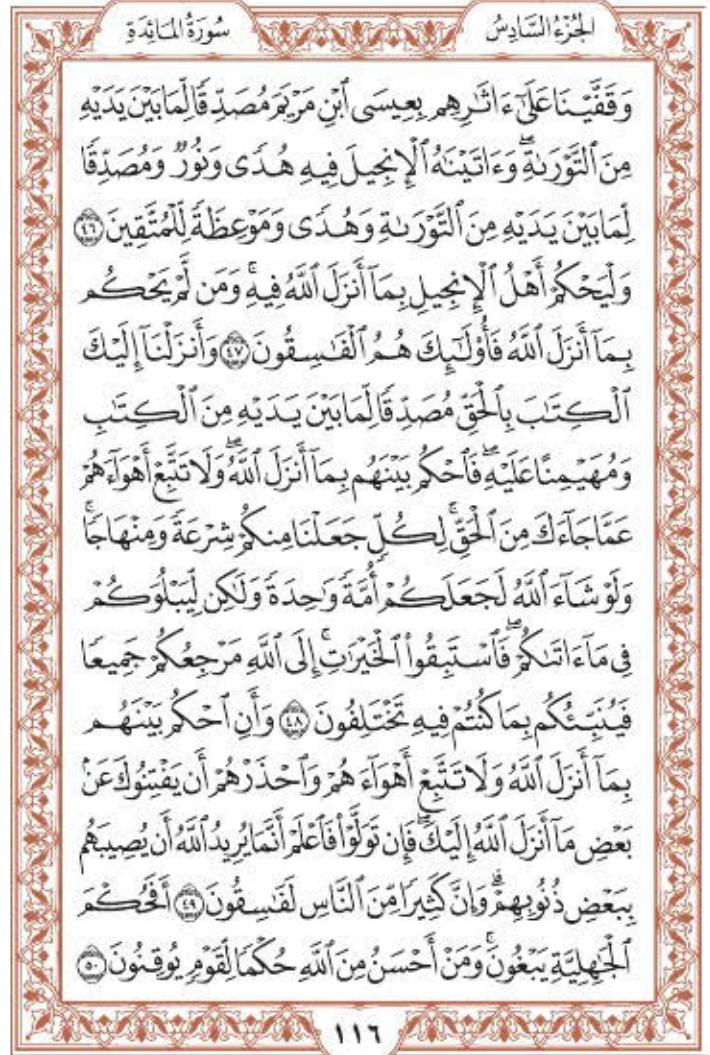 الجُزْءُ السَّادِسُ سُورَةُ المَائِدَةِ
وَقَفَّيْنَا عَلَىٰٓ ءَاثَٰرِهِم بِعِيسَى ٱبْنِ مَرْيَمَ مُصَدِّقًا لِّمَا بَيْنَ يَدَيْهِ
مِنَ ٱلتَّوْرَىٰةِۖ وَءَاتَيْنَٰهُ ٱلْإِنجِيلَ فِيهِ هُدًى وَنُورٌ وَمُصَدِّقًا
لِّمَا بَيْنَ يَدَيْهِ مِنَ ٱلتَّوْرَىٰةِ وَهُدًى وَمَوْعِظَةً لِّلْمُتَّقِينَ ٤٦
وَلْيَحْكُمْ أَهْلُ ٱلْإِنجِيلِ بِمَآ أَنزَلَ ٱللَّهُ فِيهِۚ وَمَن لَّمْ يَحْكُم
بِمَآ أَنزَلَ ٱللَّهُ فَأُو۟لَٰٓئِكَ هُمُ ٱلْفَٰسِقُونَ ٤٧ وَأَنزَلْنَآ إِلَيْكَ
ٱلْكِتَٰبَ بِٱلْحَقِّ مُصَدِّقًا لِّمَا بَيْنَ يَدَيْهِ مِنَ ٱلْكِتَٰبِ
وَمُهَيْمِنًا عَلَيْهِۖ فَٱحْكُم بَيْنَهُم بِمَآ أَنزَلَ ٱللَّهُۖ وَلَا تَتَّبِعْ أَهْوَآءَهُمْ
عَمَّا جَآءَكَ مِنَ ٱلْحَقِّۚ لِكُلٍّ جَعَلْنَا مِنكُمْ شِرْعَةً وَمِنْهَاجًاۚ
وَلَوْ شَآءَ ٱللَّهُ لَجَعَلَكُمْ أُمَّةً وَٰحِدَةً وَلَٰكِن لِّيَبْلُوَكُمْ
فِى مَآ ءَاتَىٰكُمْۖ فَٱسْتَبِقُوا۟ ٱلْخَيْرَٰتِۚ إِلَى ٱللَّهِ مَرْجِعُكُمْ جَمِيعًا
فَيُنَبِّئُكُم بِمَا كُنتُمْ فِيهِ تَخْتَلِفُونَ ٤٨ وَأَنِ ٱحْكُم بَيْنَهُم
بِمَآ أَنزَلَ ٱللَّهُ وَلَا تَتَّبِعْ أَهْوَآءَهُمْ وَٱحْذَرْهُمْ أَن يَفْتِنُوكَ عَنۢ
بَعْضِ مَآ أَنزَلَ ٱللَّهُ إِلَيْكَۖ فَإِن تَوَلَّوْا۟ فَٱعْلَمْ أَنَّمَا يُرِيدُ ٱللَّهُ أَن يُصِيبَهُم
بِبَعْضِ ذُنُوبِهِمْۗ وَإِنَّ كَثِيرًا مِّنَ ٱلنَّاسِ لَفَٰسِقُونَ ٤٩ أَفَحُكْمَ
ٱلْجَٰهِلِيَّةِ يَبْغُونَۚ وَمَنْ أَحْسَنُ مِنَ ٱللَّهِ حُكْمًا لِّقَوْمٍ يُوقِنُونَ ٥٠
١١٦